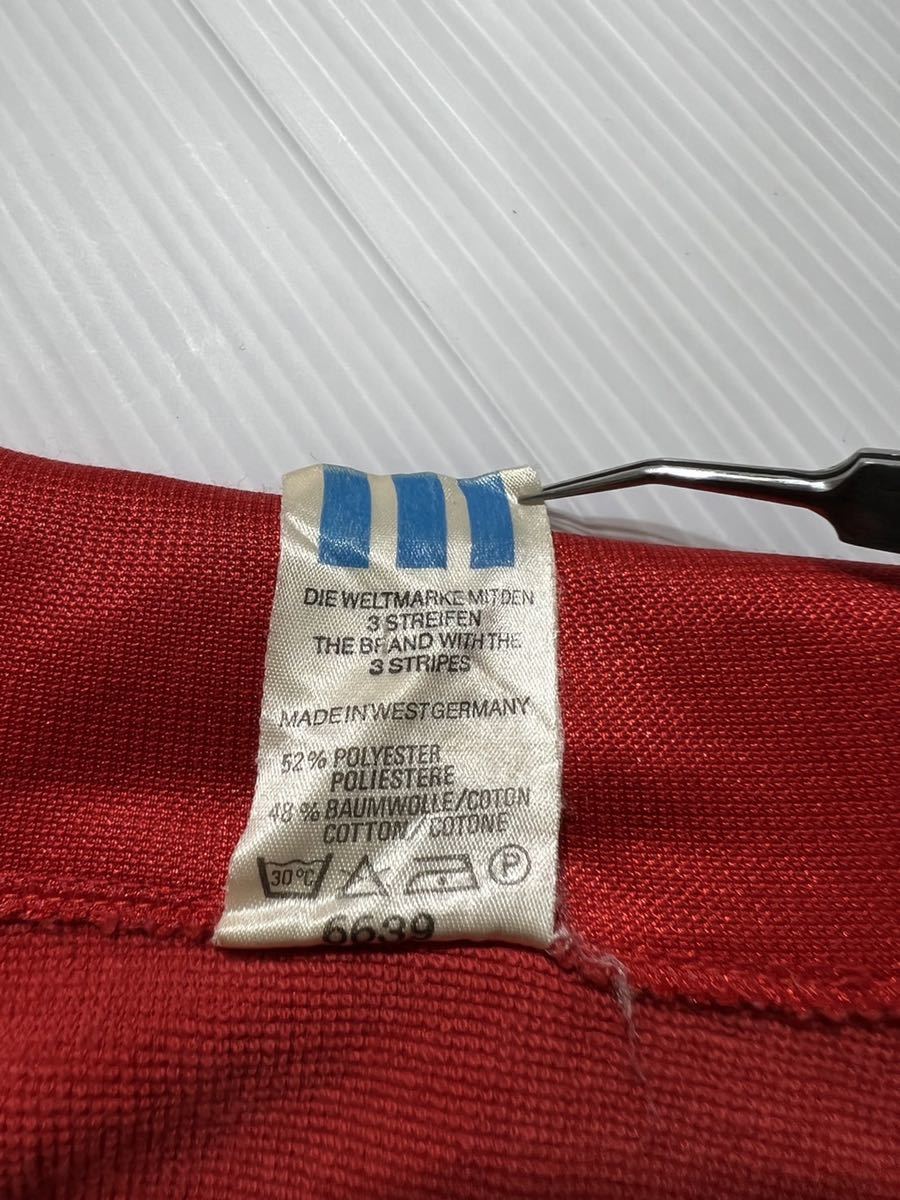 DIE WELTMARKE MIT DEN
3 STREIFEN
THE BRAND WITH THE
3 STRIPES
MADE IN WEST GERMANY
52% POLYESTER
POLIESTERE
48% BAUMWOLLE/COTON
COTTON/COTONE
30°C P
6639